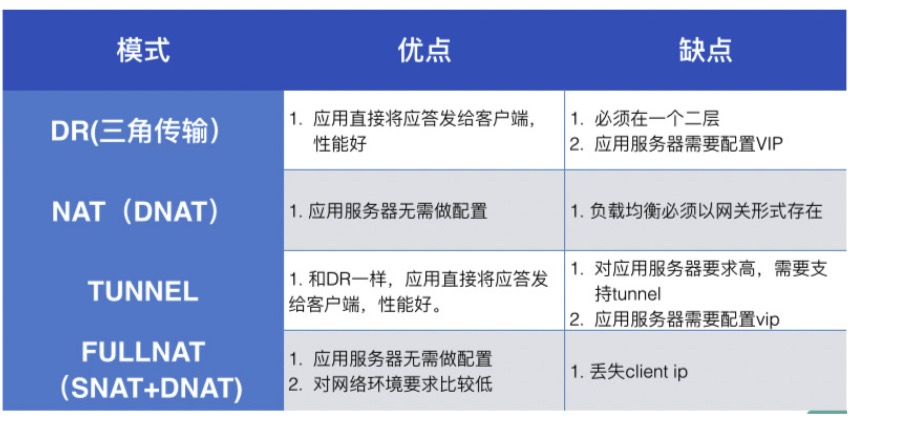 模式 优点 缺点
DR(三角传输）
1. 应用直接将应答发给客户端，
性能好
1. 必须在一个二层
2. 应用服务器需要配置VIP
NAT（DNAT）
1. 应用服务器无需做配置
1. 负载均衡必须以网关形式存在
TUNNEL
1. 和DR一样，应用直接将应答发
给客户端，性能好。
1. 对应用服务器要求高，需要支
持tunnel
2. 应用服务器需要配置vip
FULLNAT
（SNAT+DNAT)
1. 应用服务器无需做配置
2. 对网络环境要求比较低
1. 丢失client ip